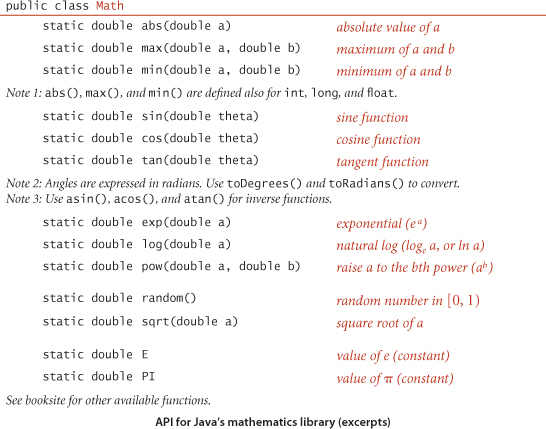 public class Math
static double abs(double a) absolute value of a
static double max(double a, double b) maximum of a and b
static double min(double a, double b) minimum of a and b
Note 1: abs(), max(), and min() are defined also for int, long, and float.
static double sin(double theta) sine function
static double cos(double theta) cosine function
static double tan(double theta) tangent function
Note 2: Angles are expressed in radians. Use toDegrees() and toRadians() to convert.
Note 3: Use asin(), acos(), and atan() for inverse functions.
static double exp(double a) exponential (eᵃ)
static double log(double a) natural log (logₑ a, or ln a)
static double pow(double a, double b) raise a to the bth power (aᵇ)
static double random() random number in [0, 1)
static double sqrt(double a) square root of a
static double E value of e (constant)
static double PI value of π (constant)
See booksite for other available functions.
API for Java's mathematics library (excerpts)